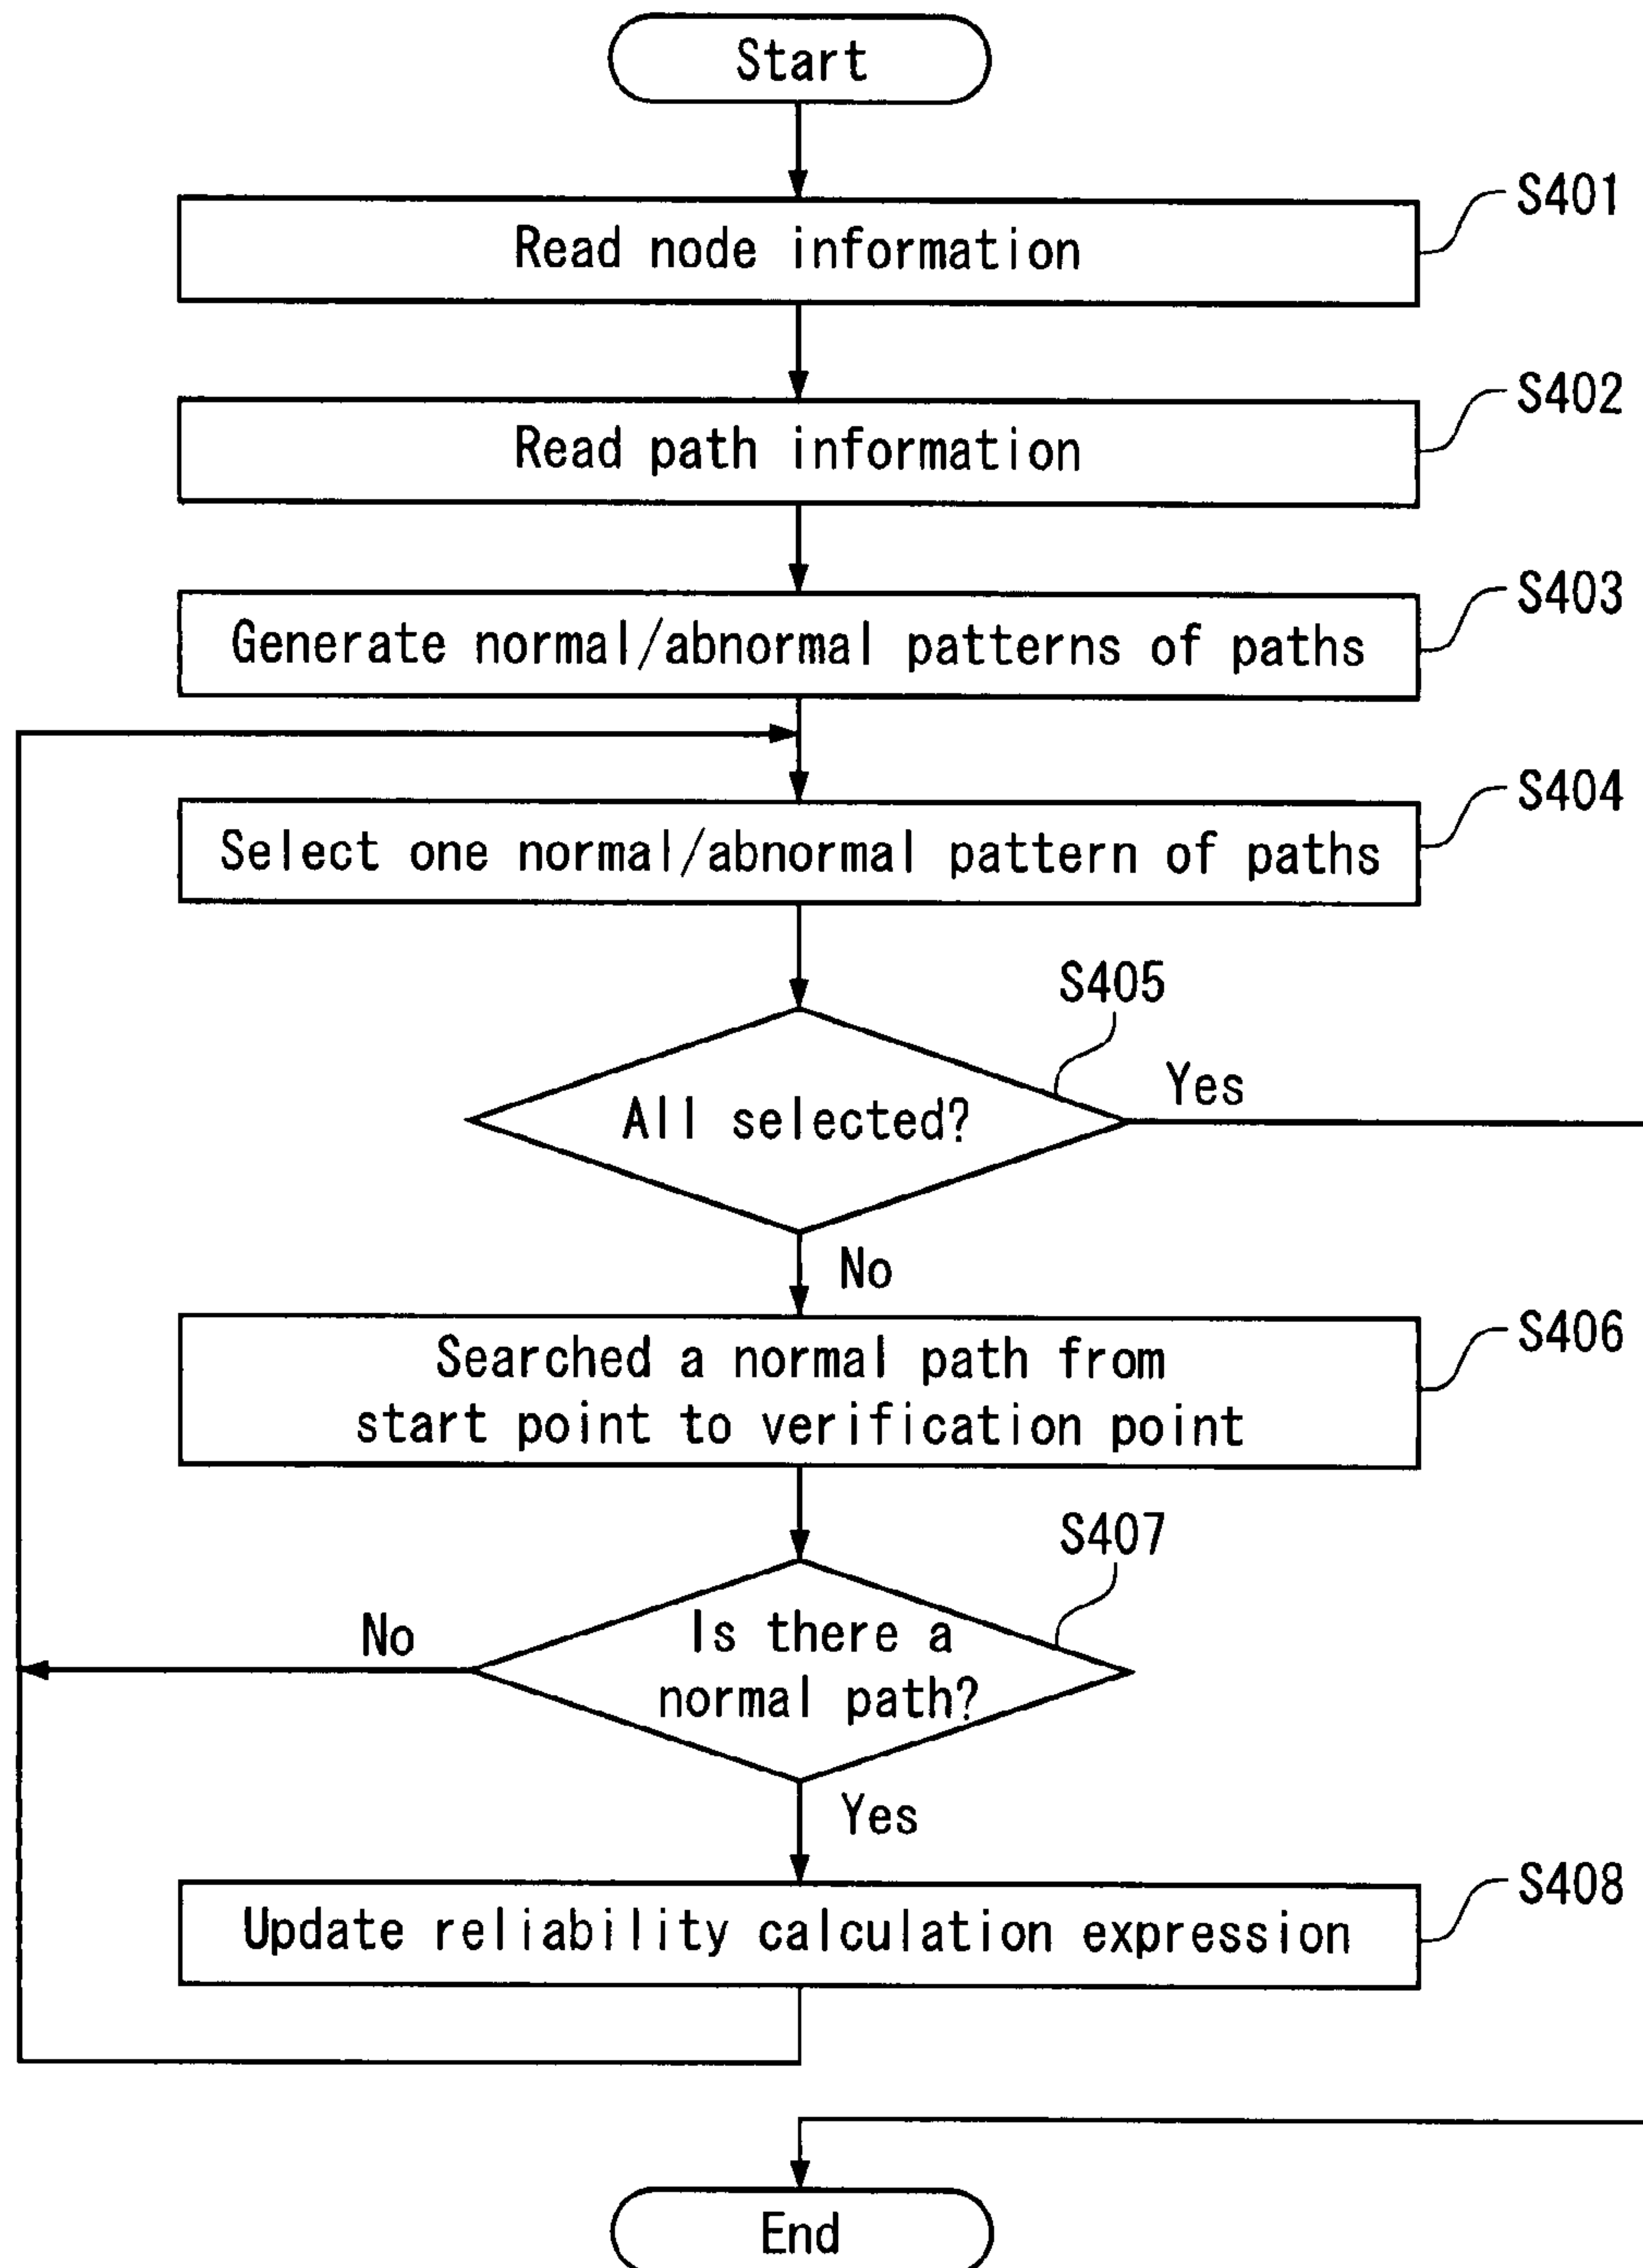 Start
S401
Read node information
S402
Read path information
S403
Generate normal/abnormal patterns of paths
S404
Select one normal/abnormal pattern of paths
S405
All selected?
Yes
No
S406
Searched a normal path from
start point to verification point
S407
Is there a
normal path?
No
Yes
S408
Update reliability calculation expression
End